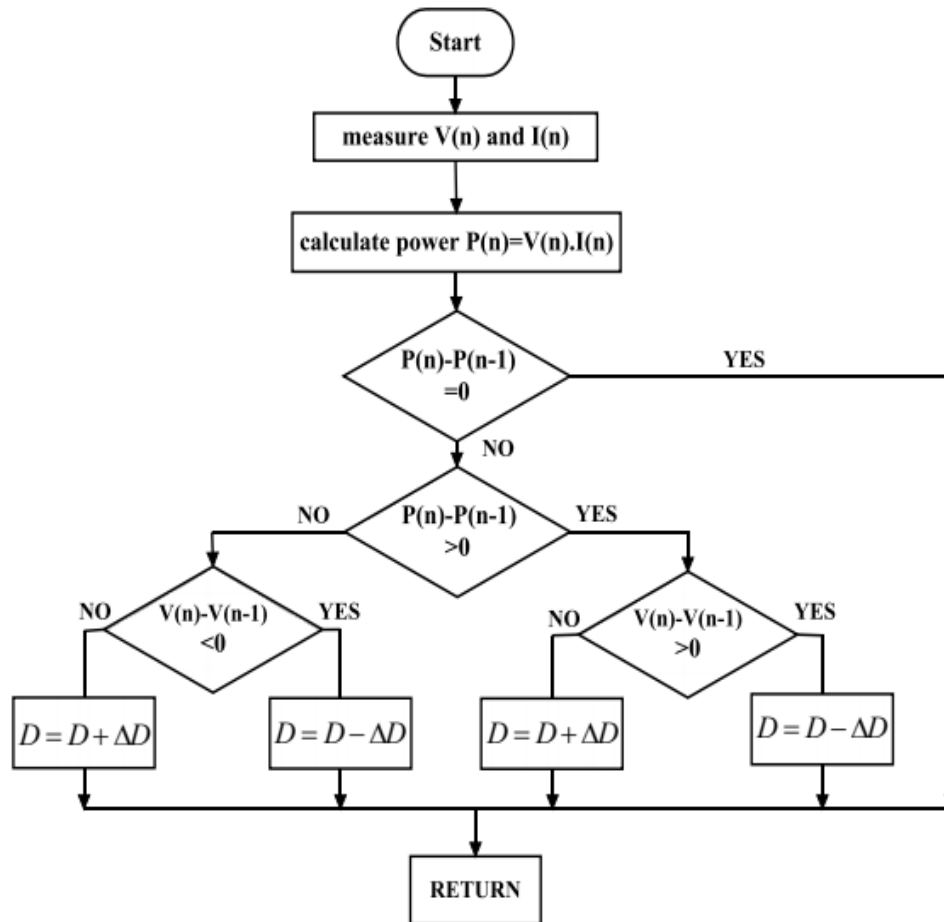 Start
measure V(n) and I(n)
calculate power P(n)=V(n).I(n)
P(n)-P(n-1)
=0
YES
NO
P(n)-P(n-1)
>0
NO
YES
V(n)-V(n-1)
<0
NO
YES
V(n)-V(n-1)
>0
NO
YES
D = D + ΔD
D = D − ΔD
D = D + ΔD
D = D − ΔD
RETURN